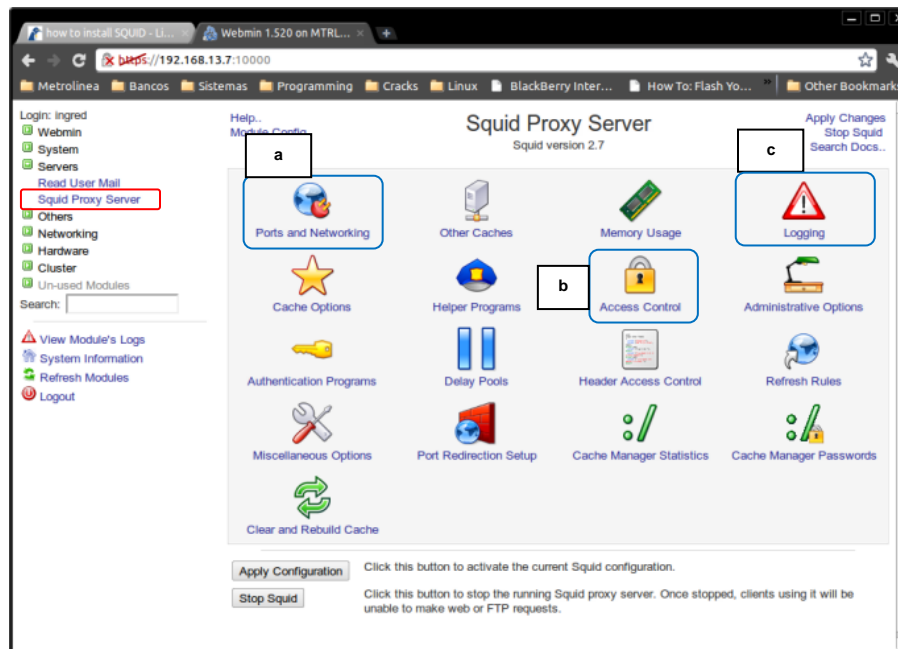 how to install SQUID - Li...
Webmin 1.520 on MTRL...
https://192.168.13.7:10000
Metrolinea Bancos Sistemas Programming Cracks Linux BlackBerry Inter... How To: Flash Yo... » Other Bookmarks
Login: ingred
Webmin
System
Servers
Read User Mail
Squid Proxy Server
Others
Networking
Hardware
Cluster
Un-used Modules
Search:
View Module's Logs
System Information
Refresh Modules
Logout
Help..
Module Config
Squid Proxy Server
Squid version 2.7
Apply Changes
Stop Squid
Search Docs..
a
c
Ports and Networking
Other Caches
Memory Usage
Logging
b
Cache Options
Helper Programs
Access Control
Administrative Options
Authentication Programs
Delay Pools
Header Access Control
Refresh Rules
Miscellaneous Options
Port Redirection Setup
Cache Manager Statistics
Cache Manager Passwords
Clear and Rebuild Cache
Apply Configuration
Click this button to activate the current Squid configuration.
Stop Squid
Click this button to stop the running Squid proxy server. Once stopped, clients using it will be
unable to make web or FTP requests.